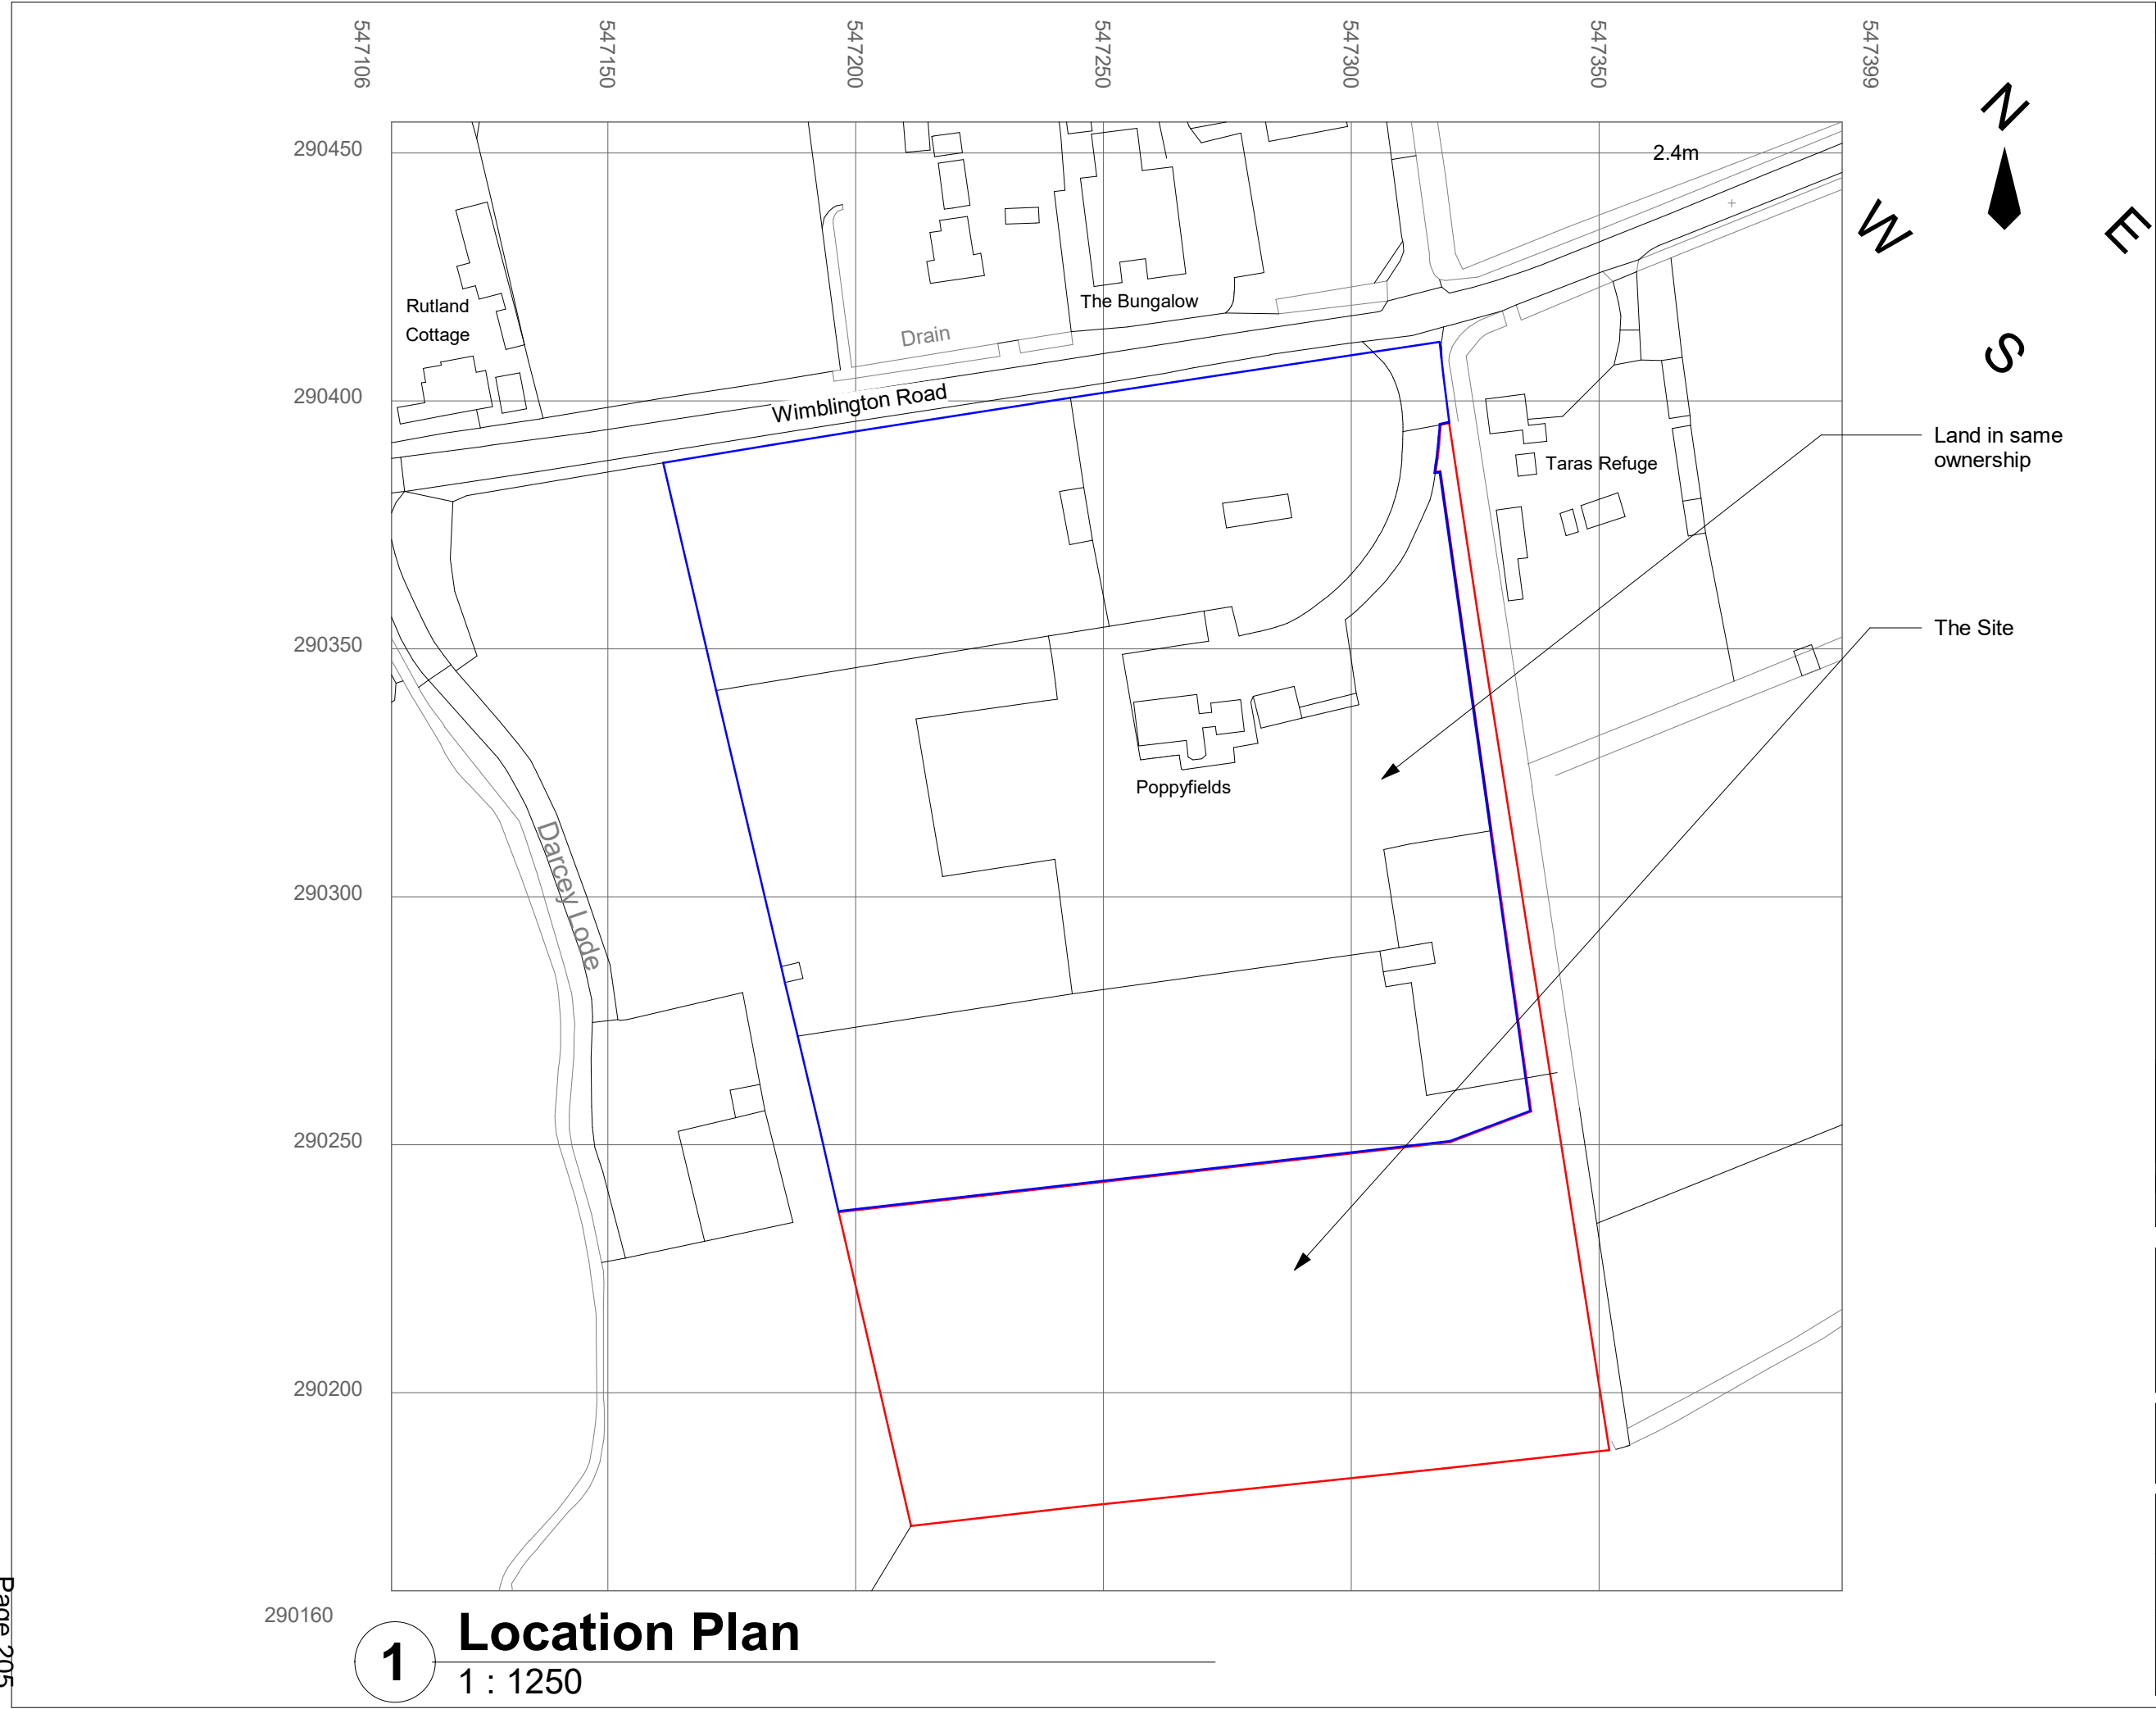 547106
547150
547200
547250
547300
547350
547399
N
W
E
S
290450
290400
290350
290300
290250
290200
290160
2.4m
Rutland
Cottage
The Bungalow
Drain
Wimblington Road
Taras Refuge
Land in same
ownership
The Site
Poppyfields
Darcey Lode
1
Location Plan
1 : 1250
Page 205